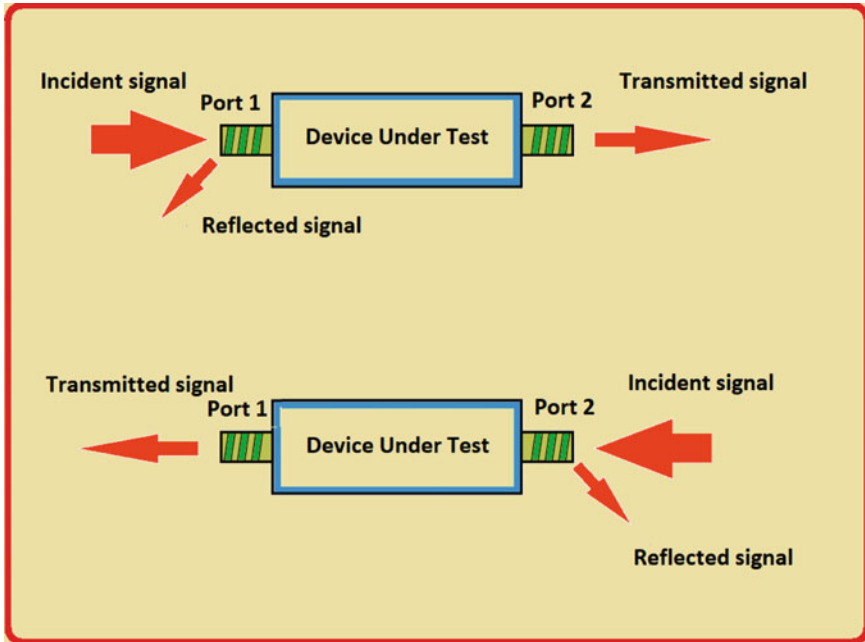 Incident signal
Transmitted signal
Port 1
Port 2
Device Under Test
Reflected signal
Transmitted signal
Incident signal
Port 1
Port 2
Device Under Test
Reflected signal